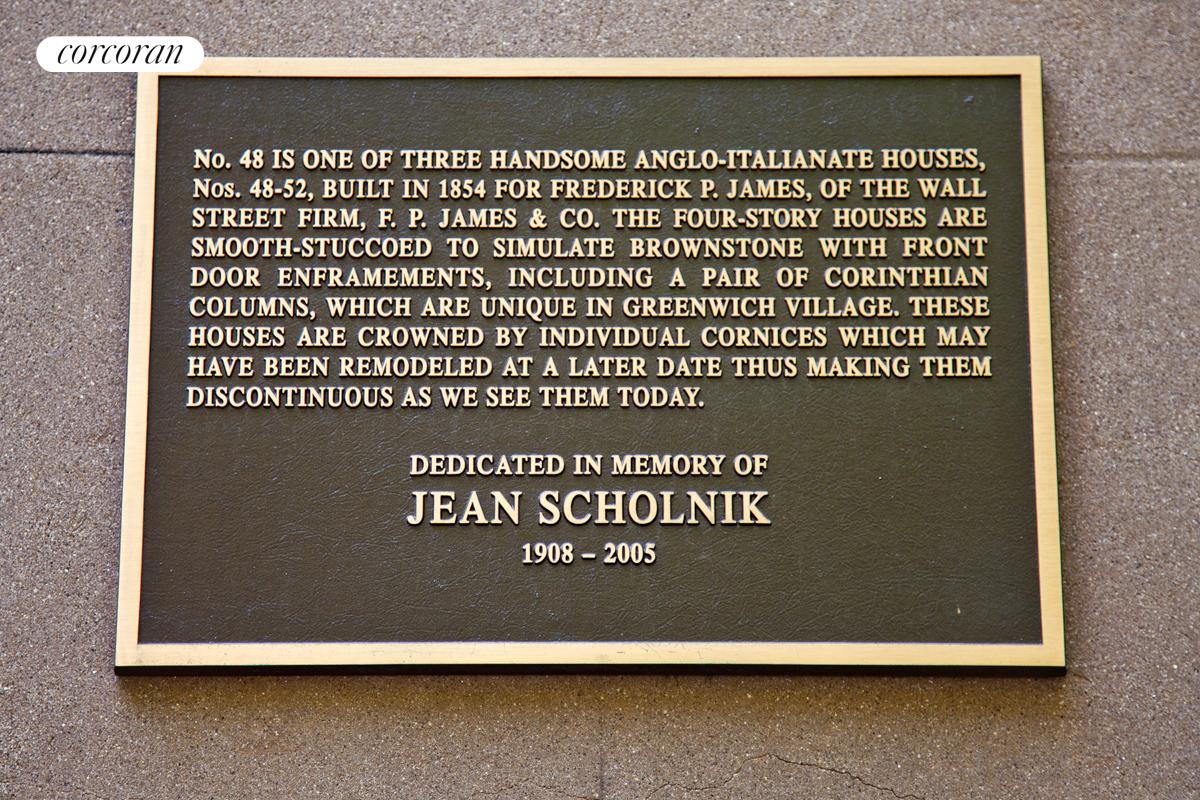 corcoran
No. 48 IS ONE OF THREE HANDSOME ANGLO-ITALIANATE HOUSES,
Nos. 48-52, BUILT IN 1854 FOR FREDERICK P. JAMES, OF THE WALL
STREET FIRM, F. P. JAMES & CO. THE FOUR-STORY HOUSES ARE
SMOOTH-STUCCOED TO SIMULATE BROWNSTONE WITH FRONT
DOOR ENFRAMEMENTS, INCLUDING A PAIR OF CORINTHIAN
COLUMNS, WHICH ARE UNIQUE IN GREENWICH VILLAGE. THESE
HOUSES ARE CROWNED BY INDIVIDUAL CORNICES WHICH MAY
HAVE BEEN REMODELED AT A LATER DATE THUS MAKING THEM
DISCONTINUOUS AS WE SEE THEM TODAY.
DEDICATED IN MEMORY OF
JEAN SCHOLNIK
1908 – 2005